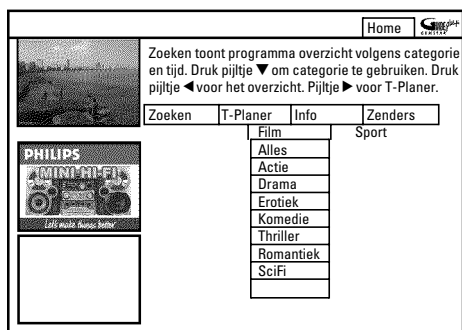 Home GUIDE Plus+
GEMSTAR
Zoeken toont programma overzicht volgens categorie
en tijd. Druk pijltje ▼ om categorie te gebruiken. Druk
pijltje ◄ voor het overzicht. Pijltje ► voor T-Planer.
Zoeken T-Planer Info Zenders
Film Sport
Alles
Actie
Drama
Erotiek
Komedie
Thriller
Romantiek
SciFi
PHILIPS
MINI-HI-FI
Let's make things better